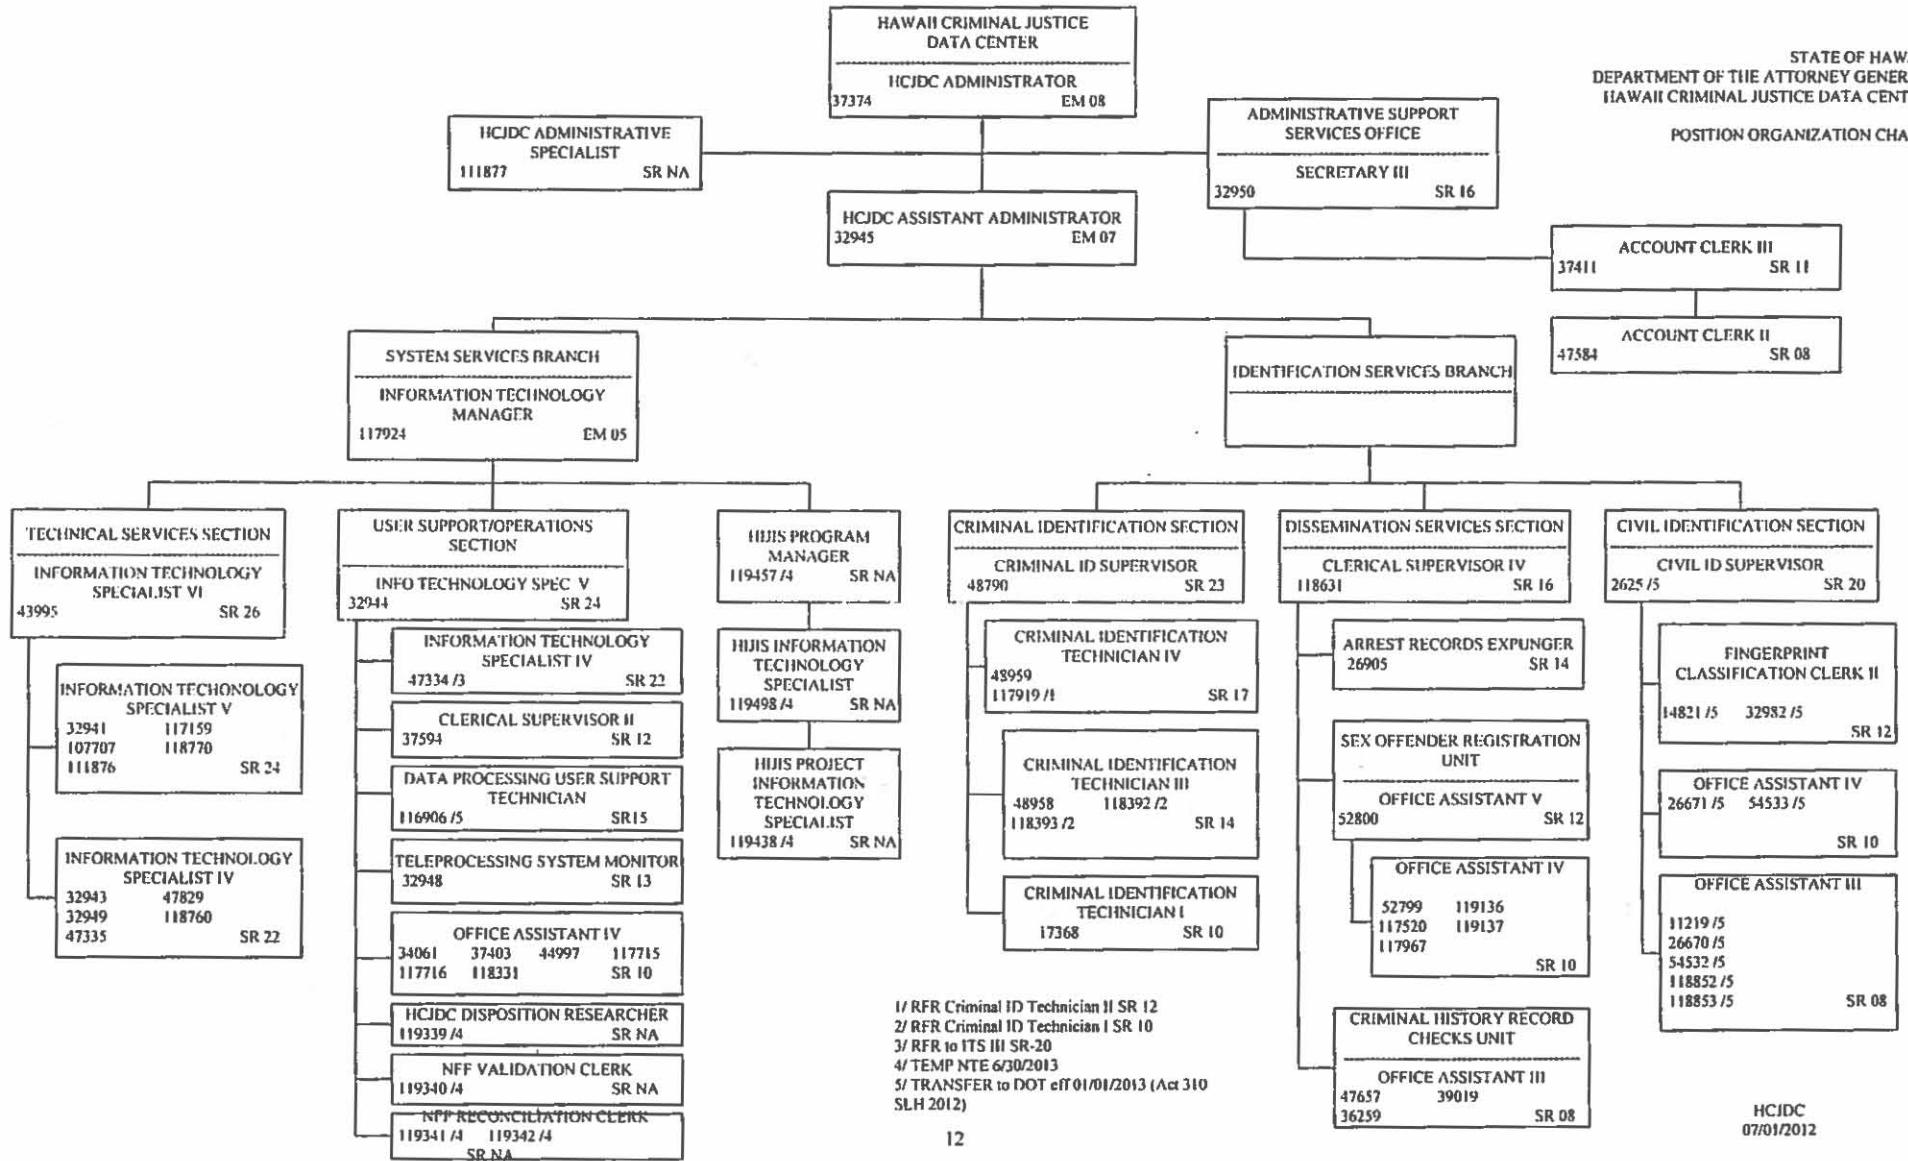 HAWAII CRIMINAL JUSTICE
DATA CENTER
HCJDC ADMINISTRATOR
37374 EM 08
STATE OF HAW
DEPARTMENT OF THE ATTORNEY GENER
HAWAII CRIMINAL JUSTICE DATA CENT
POSITION ORGANIZATION CHA
HCJDC ADMINISTRATIVE
SPECIALIST
111877 SR NA
ADMINISTRATIVE SUPPORT
SERVICES OFFICE
SECRETARY III
32950 SR 16
HCJDC ASSISTANT ADMINISTRATOR
32945 EM 07
ACCOUNT CLERK III
37411 SR 11
ACCOUNT CLERK II
47584 SR 08
SYSTEM SERVICES BRANCH
INFORMATION TECHNOLOGY
MANAGER
117924 EM 05
IDENTIFICATION SERVICES BRANCH
TECHNICAL SERVICES SECTION
INFORMATION TECHNOLOGY
SPECIALIST VI
43995 SR 26
INFORMATION TECHONOLOGY
SPECIALIST V
32941 117159
107707 118770
111876 SR 24
INFORMATION TECHNOLOGY
SPECIALIST IV
32943 47829
32949 118760
47335 SR 22
USER SUPPORT/OPERATIONS
SECTION
INFO TECHNOLOGY SPEC V
32944 SR 24
INFORMATION TECHNOLOGY
SPECIALIST IV
47334 /3 SR 22
CLERICAL SUPERVISOR II
37594 SR 12
DATA PROCESSING USER SUPPORT
TECHNICIAN
116906 /5 SR15
TELEPROCESSING SYSTEM MONITOR
32948 SR 13
OFFICE ASSISTANT IV
34061 37403 44997 117715
117716 118331 SR 10
HCJDC DISPOSITION RESEARCHER
119339 /4 SR NA
NFF VALIDATION CLERK
119340 /4 SR NA
NFF RECONCILIATION CLERK
119341 /4 119342 /4
SR NA
HIJIS PROGRAM
MANAGER
119457 /4 SR NA
HIJIS INFORMATION
TECHNOLOGY
SPECIALIST
119498 /4 SR NA
HIJIS PROJECT
INFORMATION
TECHNOLOGY
SPECIALIST
119438 /4 SR NA
CRIMINAL IDENTIFICATION SECTION
CRIMINAL ID SUPERVISOR
48790 SR 23
CRIMINAL IDENTIFICATION
TECHNICIAN IV
48959
117919 /1 SR 17
CRIMINAL IDENTIFICATION
TECHNICIAN III
48958 118392 /2
118393 /2 SR 14
CRIMINAL IDENTIFICATION
TECHNICIAN I
17368 SR 10
DISSEMINATION SERVICES SECTION
CLERICAL SUPERVISOR IV
118631 SR 16
ARREST RECORDS EXPUNGER
26905 SR 14
SEX OFFENDER REGISTRATION
UNIT
OFFICE ASSISTANT V
52800 SR 12
OFFICE ASSISTANT IV
52799 119136
117520 119137
117967
SR 10
CRIMINAL HISTORY RECORD
CHECKS UNIT
OFFICE ASSISTANT III
47657 39019
36259 SR 08
CIVIL IDENTIFICATION SECTION
CIVIL ID SUPERVISOR
2625 /5 SR 20
FINGERPRINT
CLASSIFICATION CLERK II
14821 /5 32982 /5
SR 12
OFFICE ASSISTANT IV
26671 /5 54533 /5
SR 10
OFFICE ASSISTANT III
11219 /5
26670 /5
54532 /5
118852 /5
118853 /5 SR 08
1/ RFR Criminal ID Technician II SR 12
2/ RFR Criminal ID Technician I SR 10
3/ RFR to ITS III SR-20
4/ TEMP NTE 6/30/2013
5/ TRANSFER to DOT eff 01/01/2013 (Act 310
SLH 2012)
12
HCJDC
07/01/2012